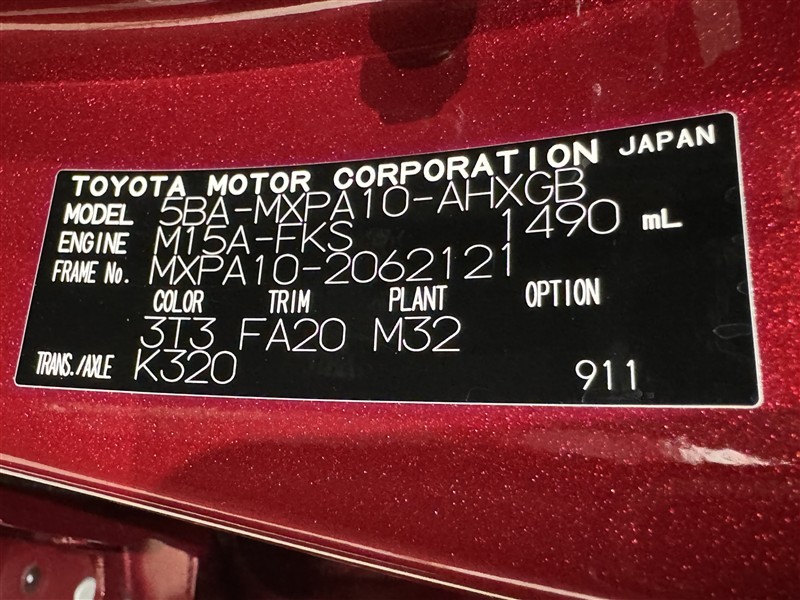 TOYOTA MOTOR CORPORATION JAPAN
MODEL 5BA-MXPA10-AHXGB
ENGINE M15A-FKS 1490 mL
FRAME No. MXPA10-2062121
COLOR TRIM PLANT OPTION
3T3 FA20 M32
TRANS./AXLE K320 911